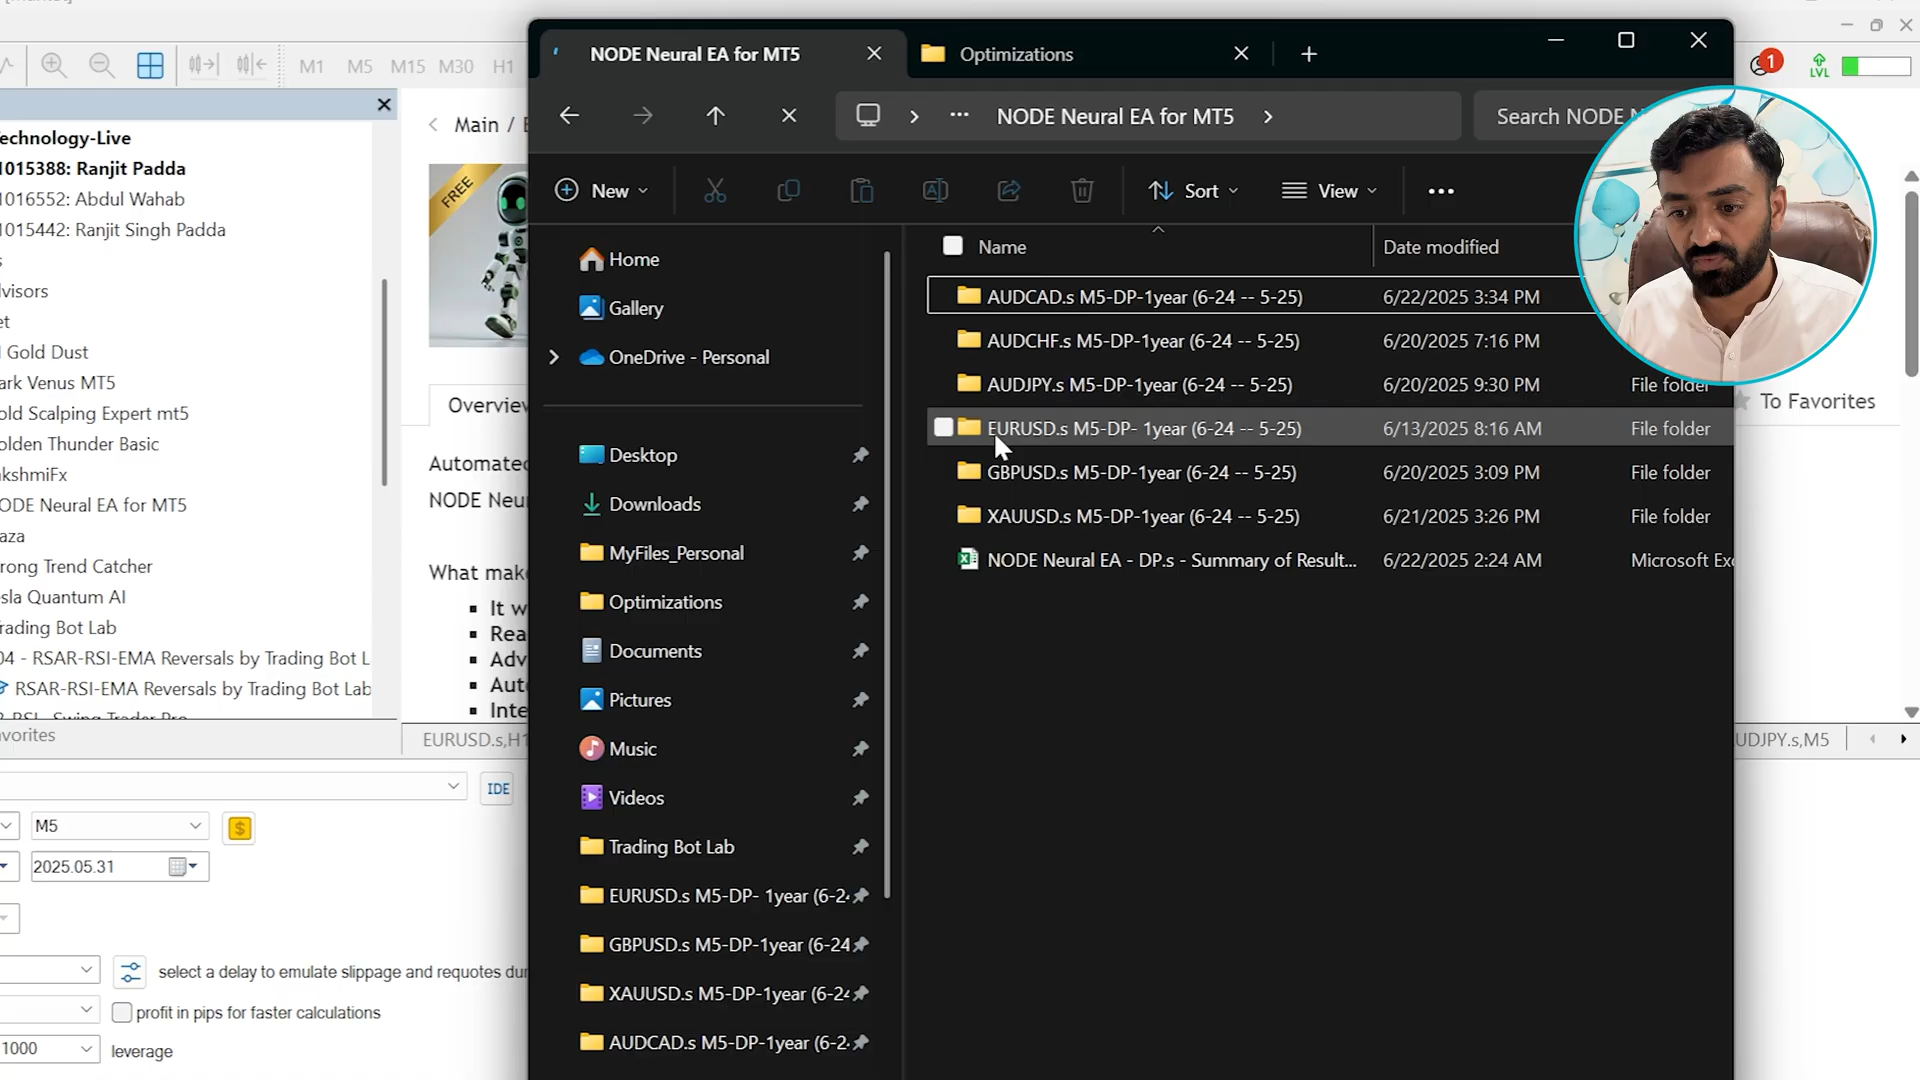 M1 M5 M15 M30 H1
1
LVL
echnology-Live
1015388: Ranjit Padda
1016552: Abdul Wahab
1015442: Ranjit Singh Padda
s
lvisors
et
l Gold Dust
ark Venus MT5
old Scalping Expert mt5
olden Thunder Basic
akshmiFx
ODE Neural EA for MT5
aza
rong Trend Catcher
sla Quantum AI
rading Bot Lab
04 - RSAR-RSI-EMA Reversals by Trading Bot L
RSAR-RSI-EMA Reversals by Trading Bot Lab
vorites
Main /
FREE
Overview
Automated
NODE Neu
What mak
It w
Rea
Adv
Aut
Inte
EURUSD.s,H1
NODE Neural EA for MT5
Optimizations
NODE Neural EA for MT5
Search NODE N
New
Sort
View
Home
Gallery
OneDrive - Personal
Desktop
Downloads
MyFiles_Personal
Optimizations
Documents
Pictures
Music
Videos
Trading Bot Lab
EURUSD.s M5-DP- 1year (6-2
GBPUSD.s M5-DP-1year (6-24
XAUUSD.s M5-DP-1year (6-2
AUDCAD.s M5-DP-1year (6-2
Name Date modified
AUDCAD.s M5-DP-1year (6-24 -- 5-25) 6/22/2025 3:34 PM
AUDCHF.s M5-DP-1year (6-24 -- 5-25) 6/20/2025 7:16 PM
AUDJPY.s M5-DP-1year (6-24 -- 5-25) 6/20/2025 9:30 PM File folder
EURUSD.s M5-DP- 1year (6-24 -- 5-25) 6/13/2025 8:16 AM File folder
GBPUSD.s M5-DP-1year (6-24 -- 5-25) 6/20/2025 3:09 PM File folder
XAUUSD.s M5-DP-1year (6-24 -- 5-25) 6/21/2025 3:26 PM File folder
NODE Neural EA - DP.s - Summary of Result... 6/22/2025 2:24 AM Microsoft Exc
To Favorites
UDJPY.s,M5
IDE
M5
$
2025.05.31
select a delay to emulate slippage and requotes du
profit in pips for faster calculations
1000 leverage